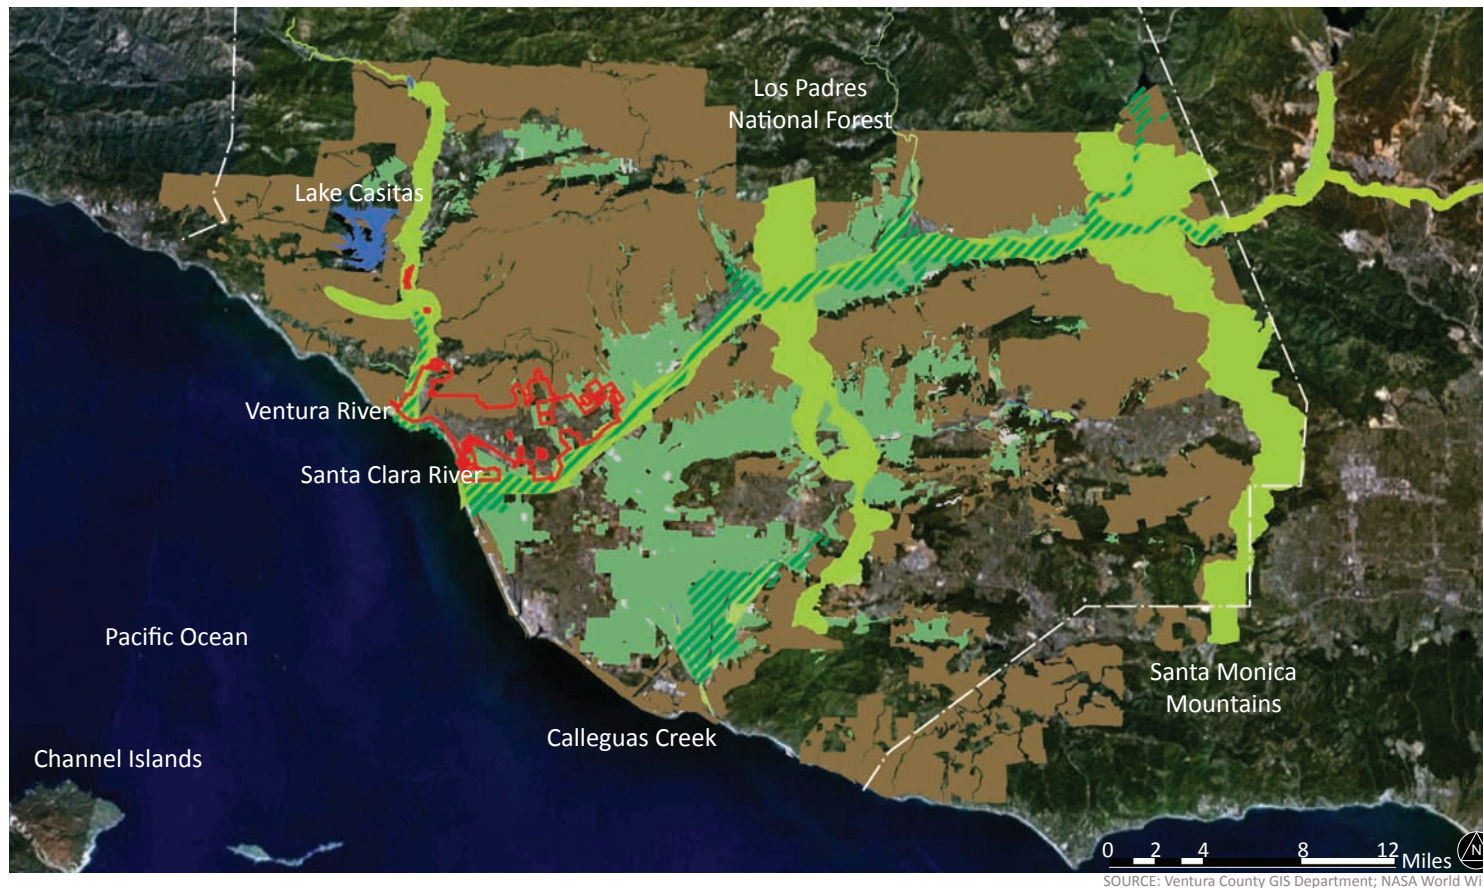 Los Padres
National Forest
Lake Casitas
Ventura River
Santa Clara River
Pacific Ocean
Santa Monica
Mountains
Calleguas Creek
Channel Islands
0 2 4 8 12 Miles N
SOURCE: Ventura County GIS Department; NASA World